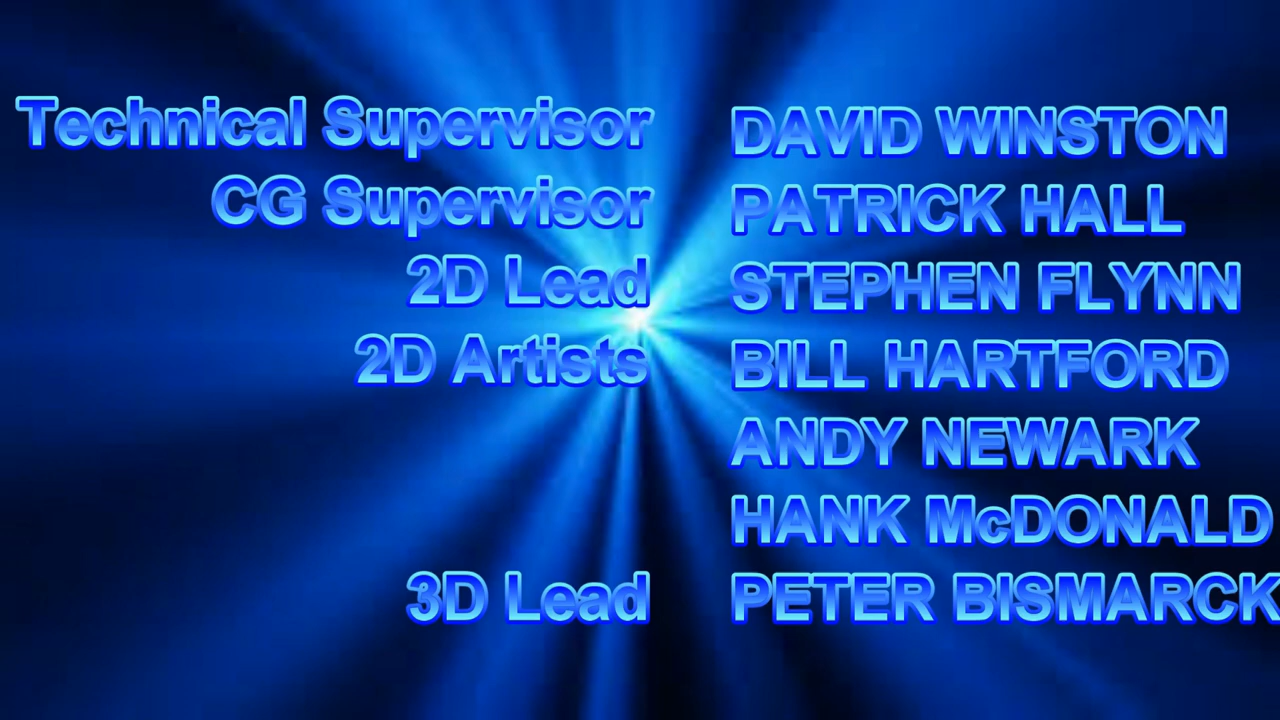 Technical Supervisor DAVID WINSTON
CG Supervisor PATRICK HALL
2D Lead STEPHEN FLYNN
2D Artists BILL HARTFORD
ANDY NEWARK
HANK McDONALD
3D Lead PETER BISMARCK